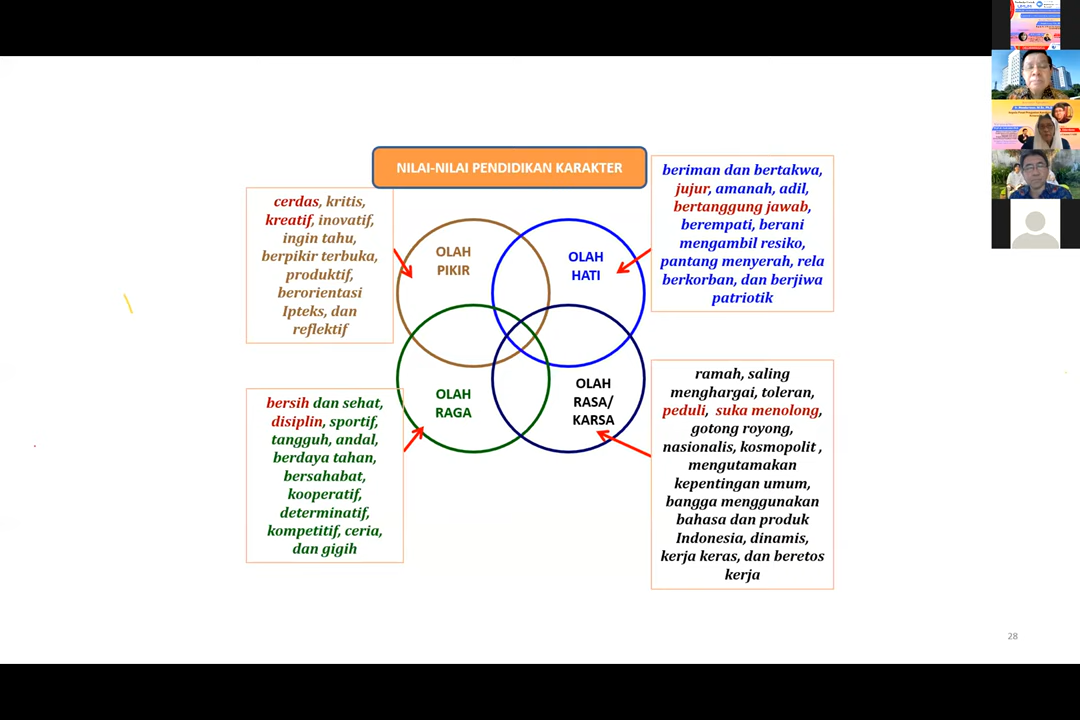 NILAI-NILAI PENDIDIKAN KARAKTER
cerdas, kritis,
kreatif, inovatif,
ingin tahu,
berpikir terbuka,
produktif,
berorientasi
Ipteks, dan
reflektif
OLAH
PIKIR
OLAH
HATI
beriman dan bertakwa,
jujur, amanah, adil,
bertanggung jawab,
berempati, berani
mengambil resiko,
pantang menyerah, rela
berkorban, dan berjiwa
patriotik
bersih dan sehat,
disiplin, sportif,
tangguh, andal,
berdaya tahan,
bersahabat,
kooperatif,
determinatif,
kompetitif, ceria,
dan gigih
OLAH
RAGA
OLAH
RASA/
KARSA
ramah, saling
menghargai, toleran,
peduli, suka menolong,
gotong royong,
nasionalis, kosmopolit ,
mengutamakan
kepentingan umum,
bangga menggunakan
bahasa dan produk
Indonesia, dinamis,
kerja keras, dan beretos
kerja
28